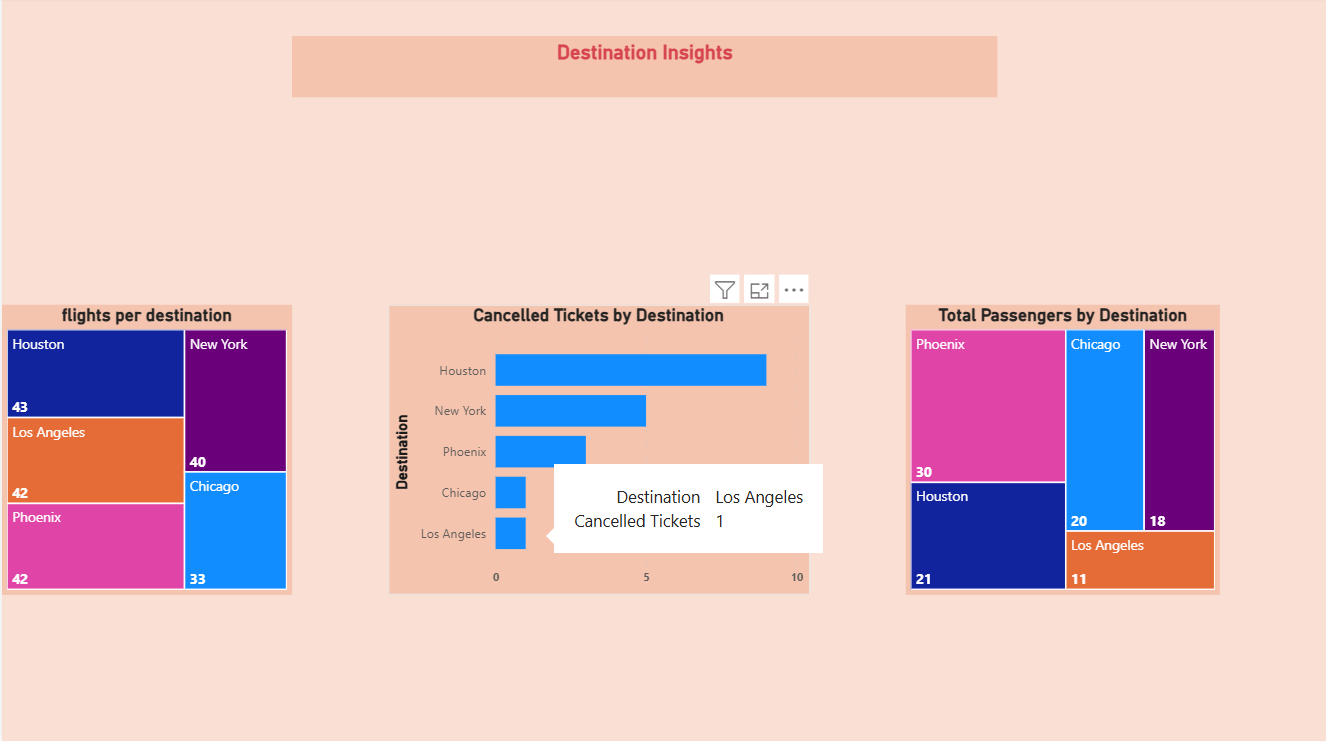 Destination Insights
flights per destination
Houston
43
Los Angeles
42
Phoenix
42
New York
40
Chicago
33
Cancelled Tickets by Destination
Destination
Houston
New York
Phoenix
Chicago
Los Angeles
0 5 10
Destination Los Angeles
Cancelled Tickets 1
Total Passengers by Destination
Phoenix
30
Houston
21
Chicago
20
New York
18
Los Angeles
11